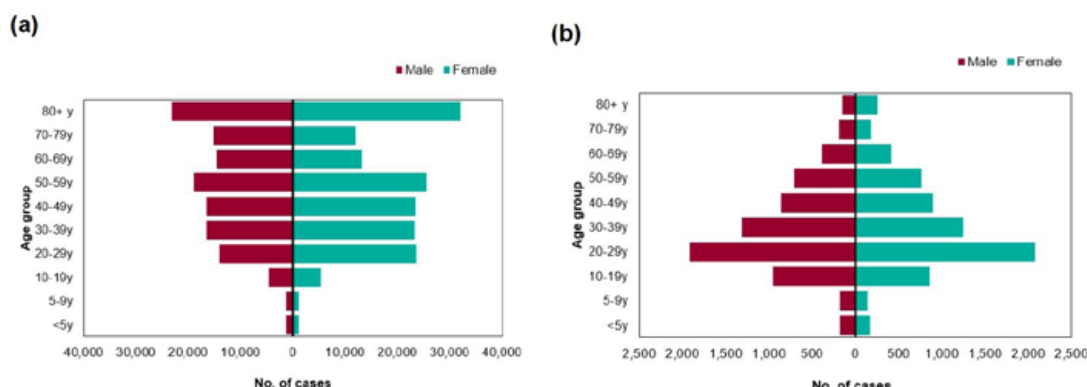 (a)
Male Female
Age group
80+ y
70-79y
60-69y
50-59y
40-49y
30-39y
20-29y
10-19y
5-9y
<5y
40,000 30,000 20,000 10,000 0 10,000 20,000 30,000 40,000
No. of cases
(b)
Male Female
Age group
80+ y
70-79y
60-69y
50-59y
40-49y
30-39y
20-29y
10-19y
5-9y
<5y
2,500 2,000 1,500 1,000 500 0 500 1,000 1,500 2,000 2,500
No. of cases